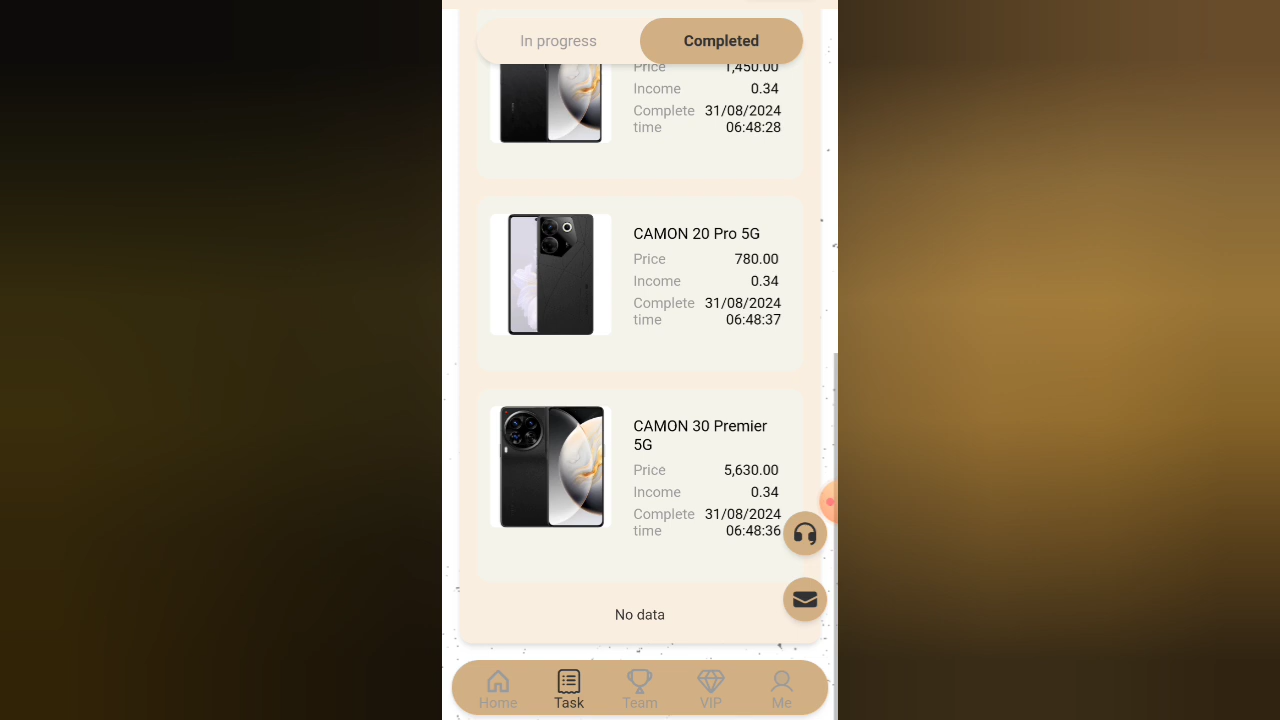 In progress
Completed
Price 1,450.00
Income 0.34
Complete time 31/08/2024 06:48:28
CAMON 20 Pro 5G
Price 780.00
Income 0.34
Complete time 31/08/2024 06:48:37
CAMON 30 Premier
5G
Price 5,630.00
Income 0.34
Complete time 31/08/2024 06:48:36
No data
Home Task Team VIP Me